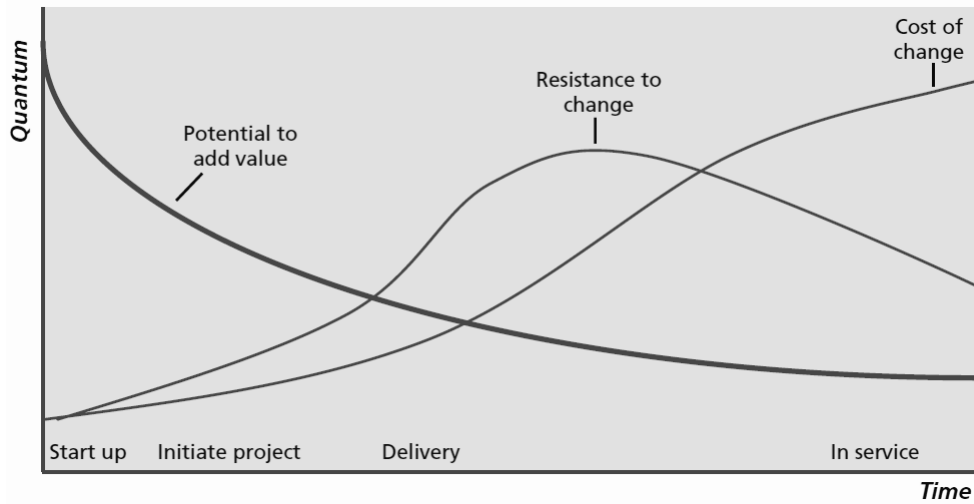 Cost of
change
Resistance to
change
Quantum
Potential to
add value
Start up
Initiate project
Delivery
In service
Time